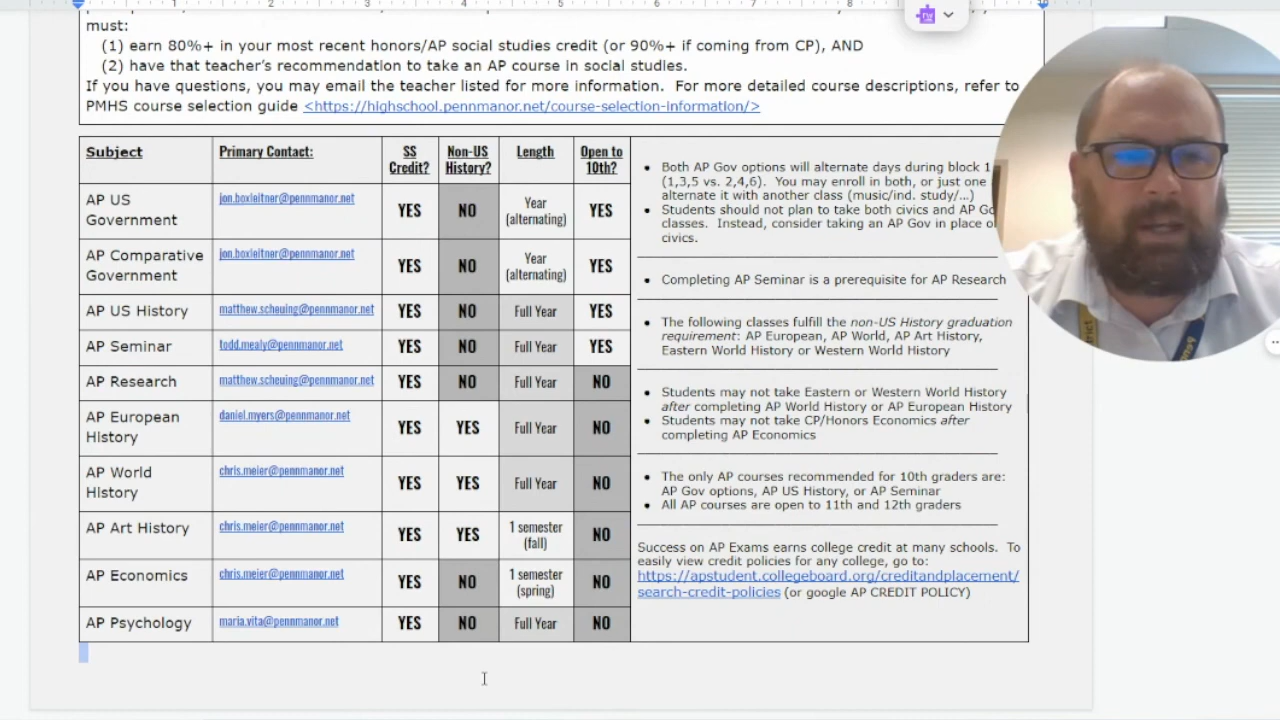 must:
(1) earn 80%+ in your most recent honors/AP social studies credit (or 90%+ if coming from CP), AND
(2) have that teacher's recommendation to take an AP course in social studies.
If you have questions, you may email the teacher listed for more information. For more detailed course descriptions, refer to
PMHS course selection guide <https://highschool.pennmanor.net/course-selection-information/>
Subject Primary Contact: SS Credit? Non-US History? Length Open to 10th?
AP US Government jon.boxleitner@pennmanor.net YES NO Year (alternating) YES
AP Comparative Government jon.boxleitner@pennmanor.net YES NO Year (alternating) YES
AP US History matthew.scheuing@pennmanor.net YES NO Full Year YES
AP Seminar todd.mealy@pennmanor.net YES NO Full Year YES
AP Research matthew.scheuing@pennmanor.net YES NO Full Year NO
AP European History daniel.myers@pennmanor.net YES YES Full Year NO
AP World History chris.meier@pennmanor.net YES YES Full Year NO
AP Art History chris.meier@pennmanor.net YES YES 1 semester (fall) NO
AP Economics chris.meier@pennmanor.net YES NO 1 semester (spring) NO
AP Psychology maria.vita@pennmanor.net YES NO Full Year NO
• Both AP Gov options will alternate days during block 1
(1,3,5 vs. 2,4,6). You may enroll in both, or just one
alternate it with another class (music/ind. study/...)
• Students should not plan to take both civics and AP Go
classes. Instead, consider taking an AP Gov in place of
civics.
• Completing AP Seminar is a prerequisite for AP Research
• The following classes fulfill the non-US History graduation
requirement: AP European, AP World, AP Art History,
Eastern World History or Western World History
• Students may not take Eastern or Western World History
after completing AP World History or AP European History
• Students may not take CP/Honors Economics after
completing AP Economics
• The only AP courses recommended for 10th graders are:
AP Gov options, AP US History, or AP Seminar
• All AP courses are open to 11th and 12th graders
Success on AP Exams earns college credit at many schools. To
easily view credit policies for any college, go to:
https://apstudent.collegeboard.org/creditandplacement/
search-credit-policies (or google AP CREDIT POLICY)